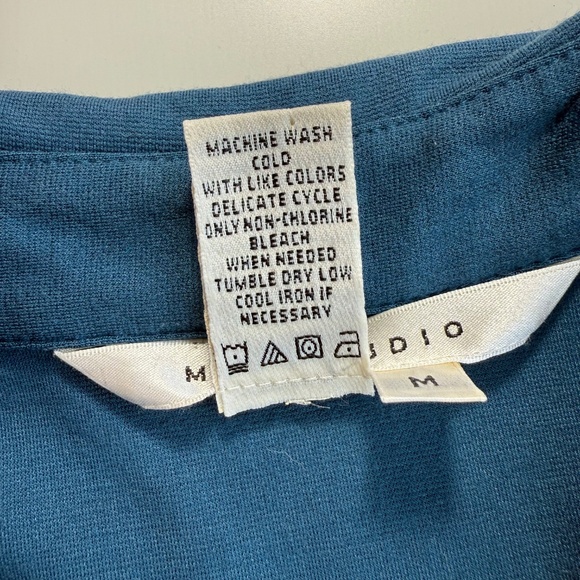 MACHINE WASH
COLD
WITH LIKE COLORS
DELICATE CYCLE
ONLY NON-CHLORINE
BLEACH
WHEN NEEDED
TUMBLE DRY LOW
COOL IRON IF
NECESSARY
M UDIO
M